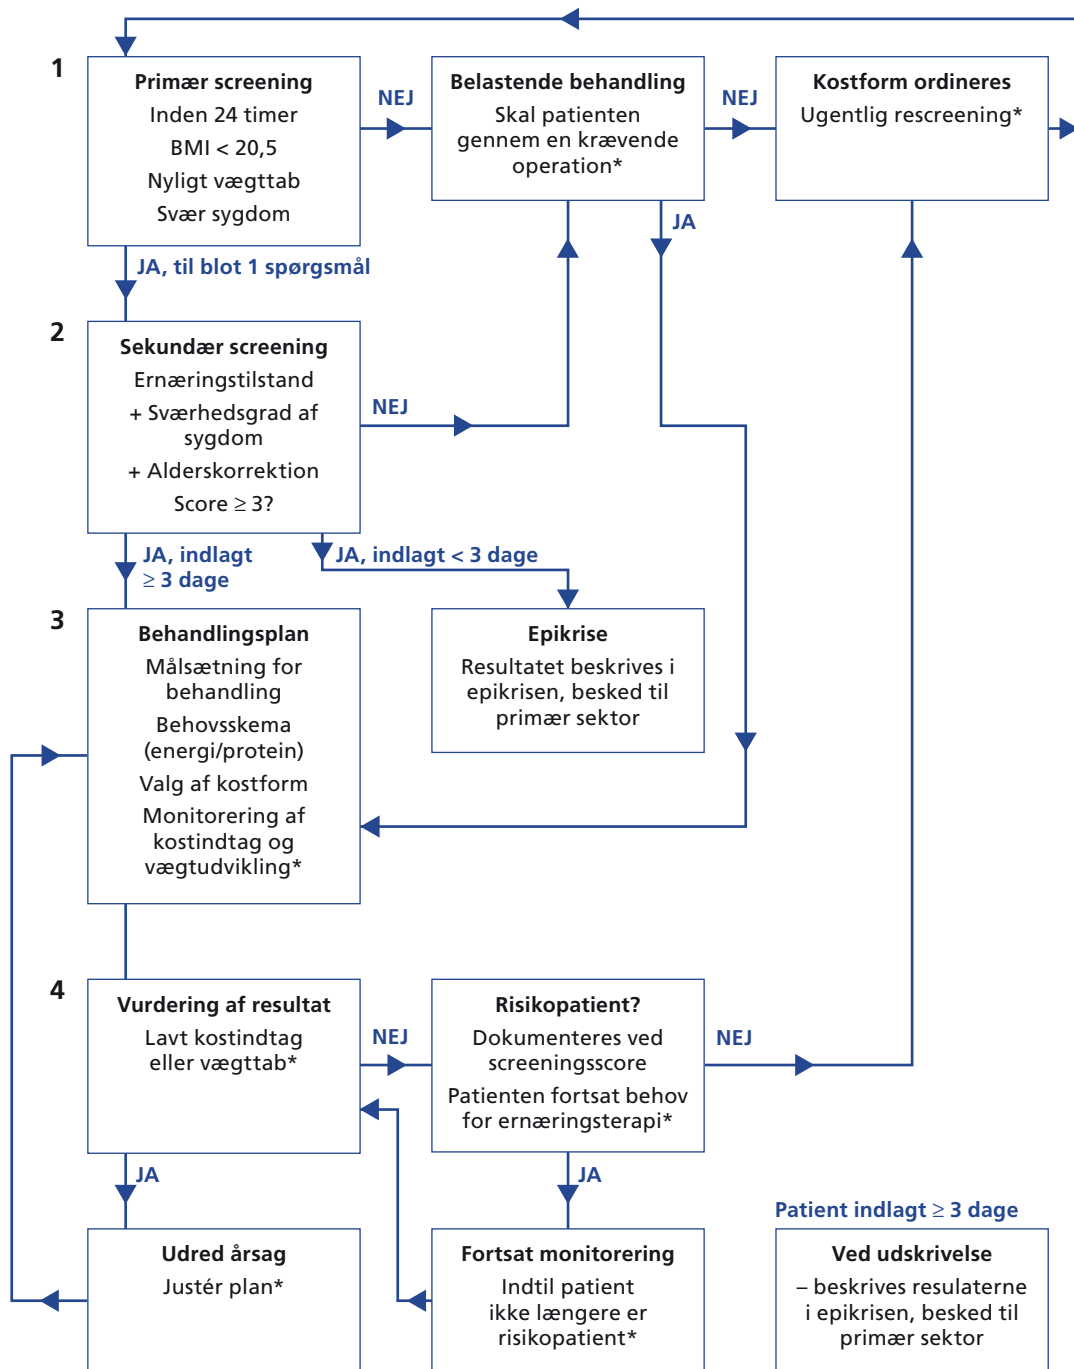 1
Primær screening
Inden 24 timer
BMI < 20,5
Nyligt vægttab
Svær sygdom
NEJ
Belastende behandling
Skal patienten
gennem en krævende
operation*
NEJ
Kostform ordineres
Ugentlig rescreening*
JA, til blot 1 spørgsmål
JA
2
Sekundær screening
Ernæringstilstand
+ Sværhedsgrad af
sygdom
+ Alderskorrektion
Score ≥ 3?
NEJ
JA, indlagt
≥ 3 dage
JA, indlagt < 3 dage
3
Behandlingsplan
Målsætning for
behandling
Behovsskema
(energi/protein)
Valg af kostform
Monitorering af
kostindtag og
vægtudvikling*
Epikrise
Resultatet beskrives i
epikrisen, besked til
primær sektor
4
Vurdering af resultat
Lavt kostindtag
eller vægttab*
NEJ
Risikopatient?
Dokumenteres ved
screeningsscore
Patienten fortsat behov
for ernæringsterapi*
NEJ
JA
JA
Udred årsag
Justér plan*
Fortsat monitorering
Indtil patient
ikke længere er
risikopatient*
Patient indlagt ≥ 3 dage
Ved udskrivelse
– beskrives resulaterne
i epikrisen, besked til
primær sektor